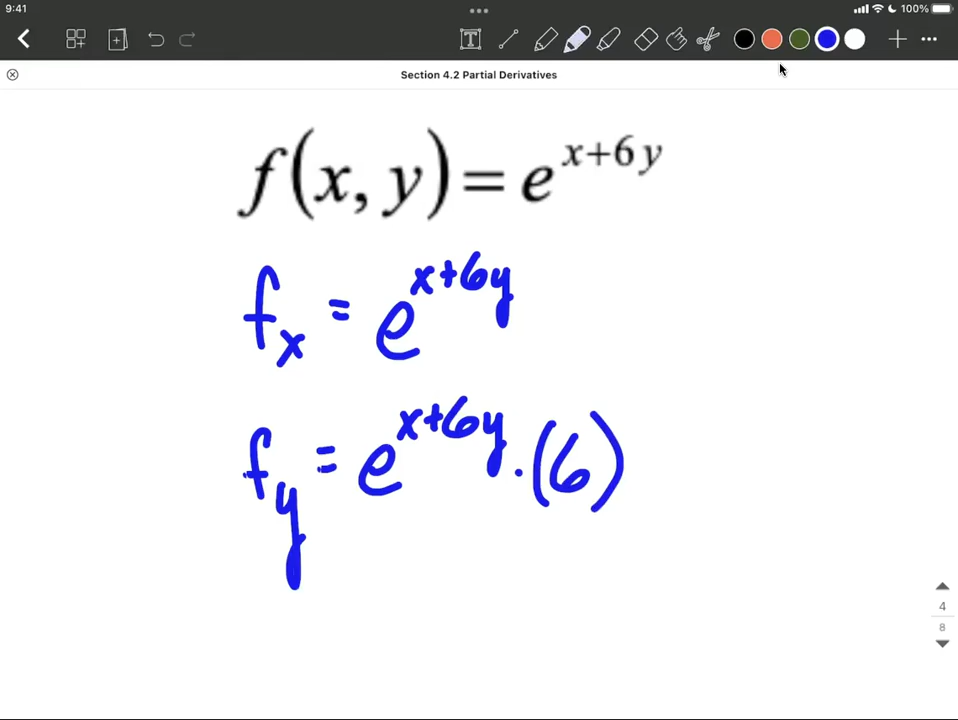 9:41
100%
Section 4.2 Partial Derivatives
f(x, y) = e^{x+6y}
f_x = e^{x+6y}
f_y = e^{x+6y} · (6)
4
8